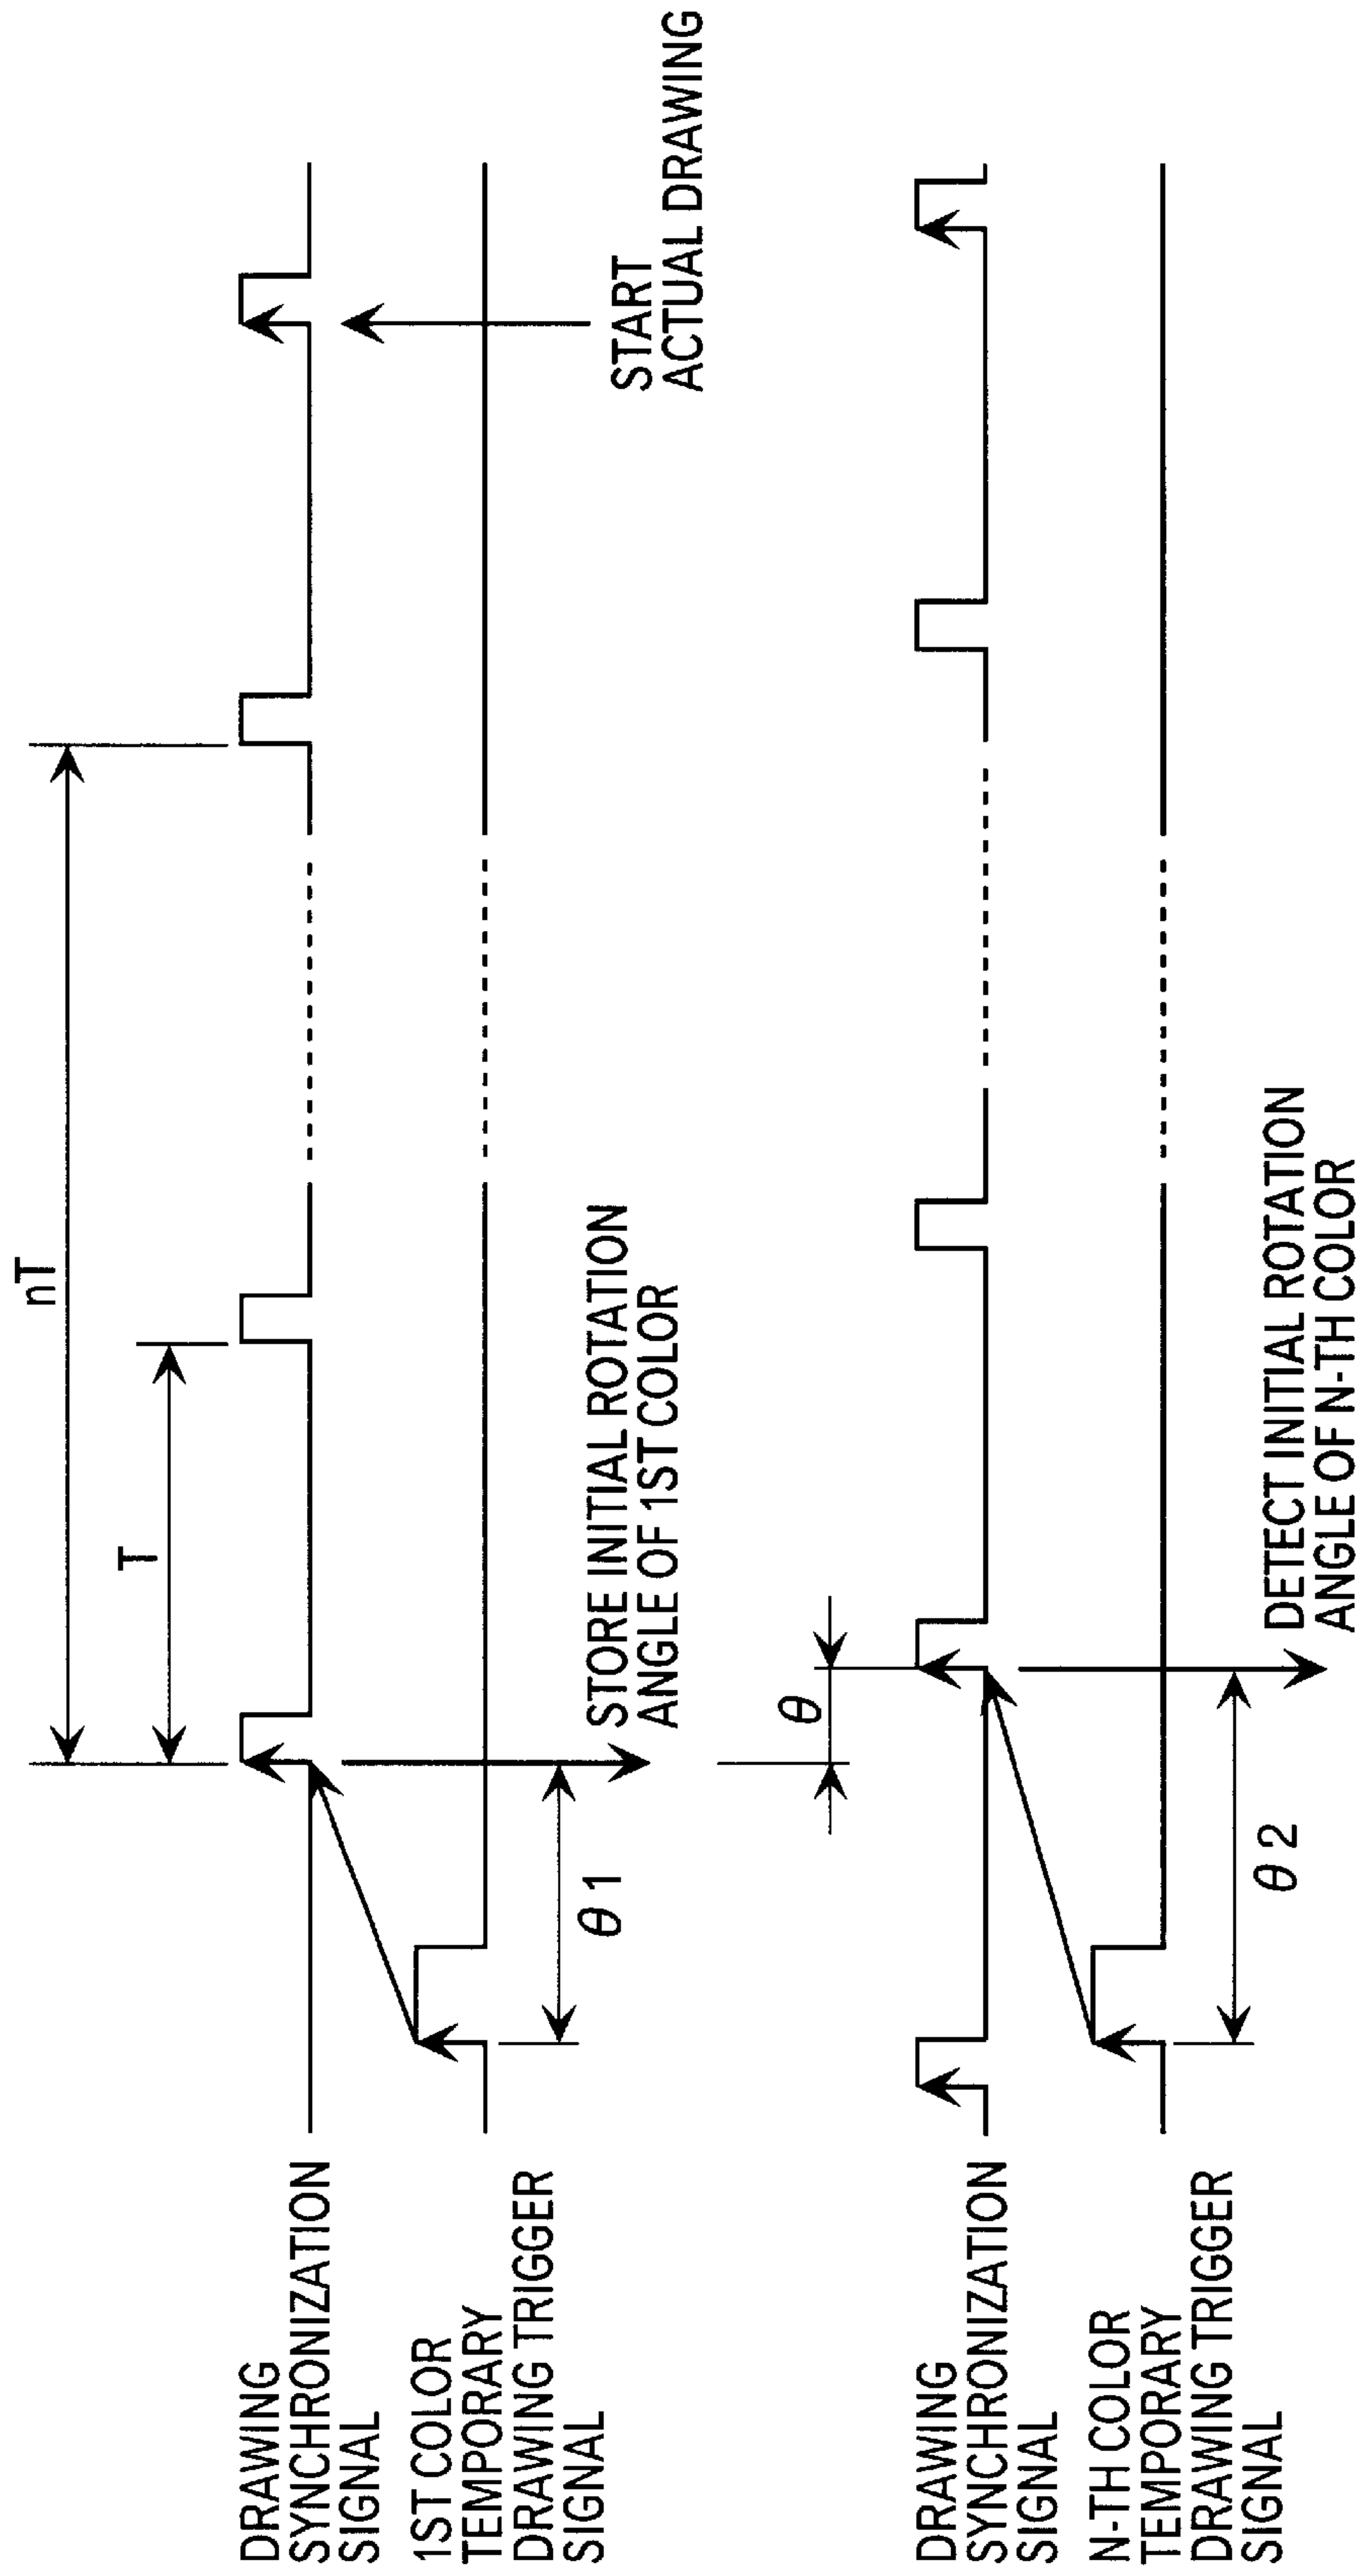 nT
T
DRAWING
SYNCHRONIZATION
SIGNAL
1ST COLOR
TEMPORARY
DRAWING TRIGGER
SIGNAL
θ1
STORE INITIAL ROTATION
ANGLE OF 1ST COLOR
START
ACTUAL DRAWING
θ
DRAWING
SYNCHRONIZATION
SIGNAL
N-TH COLOR
TEMPORARY
DRAWING TRIGGER
SIGNAL
θ2
DETECT INITIAL ROTATION
ANGLE OF N-TH COLOR